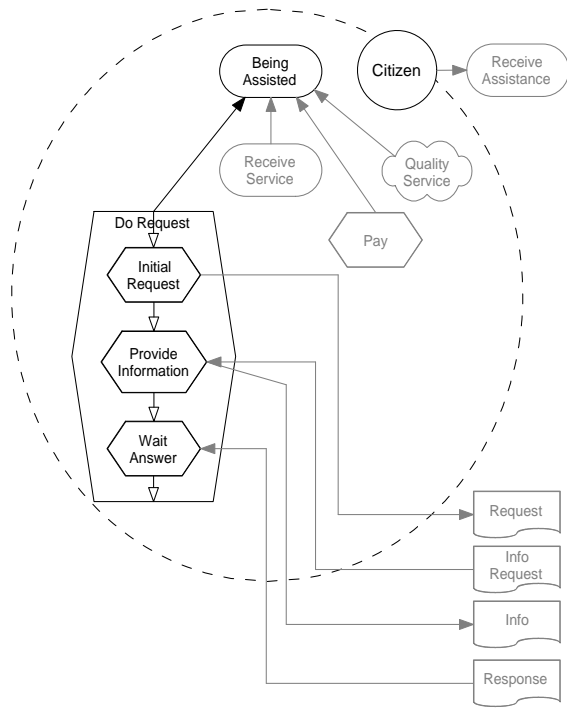 Being
Assisted
Citizen
Receive
Assistance
Receive
Service
Quality
Service
Pay
Do Request
Initial
Request
Provide
Information
Wait
Answer
Request
Info
Request
Info
Response